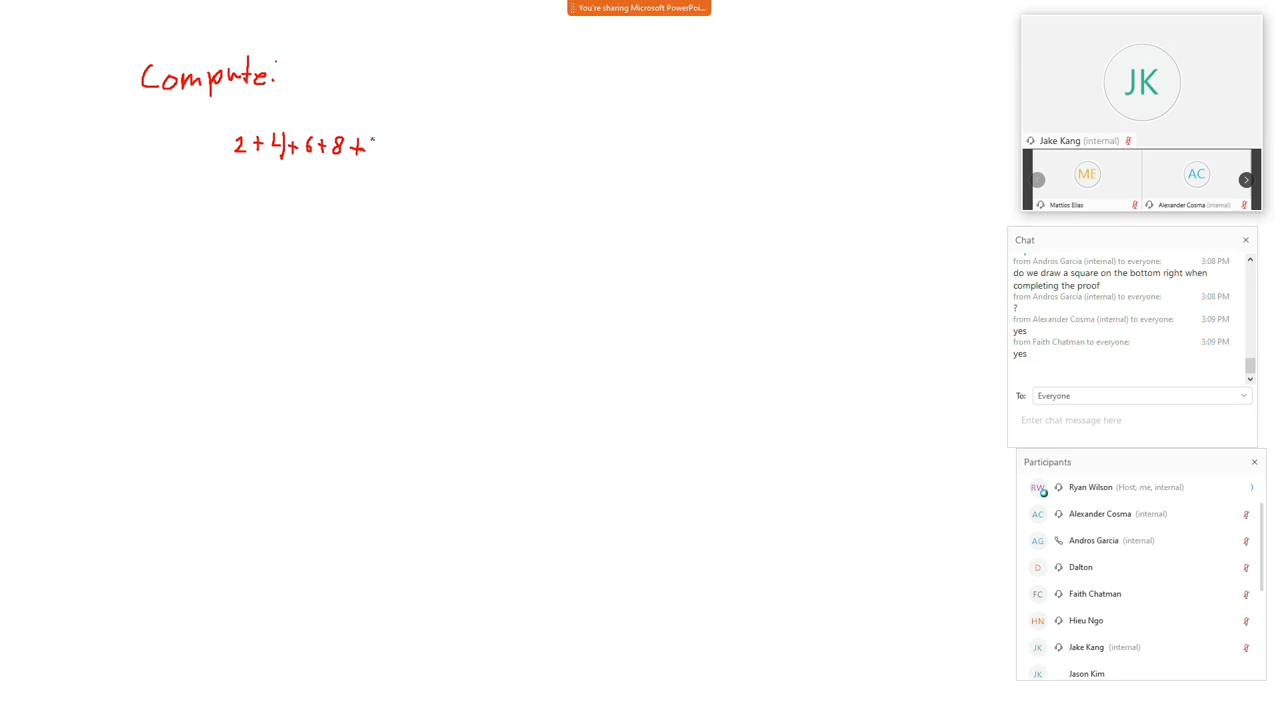 You're sharing Microsoft PowerPoi...
Compute:
2 + 4 + 6 + 8 +
JK
Jake Kang (internal)
ME
AC
Mattios Elias
Alexander Cosma (internal)
Chat
from Andros Garcia (internal) to everyone: 3:08 PM
do we draw a square on the bottom right when
completing the proof
from Andros Garcia (internal) to everyone: 3:08 PM
?
from Alexander Cosma (internal) to everyone: 3:09 PM
yes
from Faith Chatman to everyone: 3:09 PM
yes
To: Everyone
Enter chat message here
Participants
RW Ryan Wilson (Host, me, internal)
AC Alexander Cosma (internal)
AG Andros Garcia (internal)
D Dalton
FC Faith Chatman
HN Hieu Ngo
JK Jake Kang (internal)
JK Jason Kim